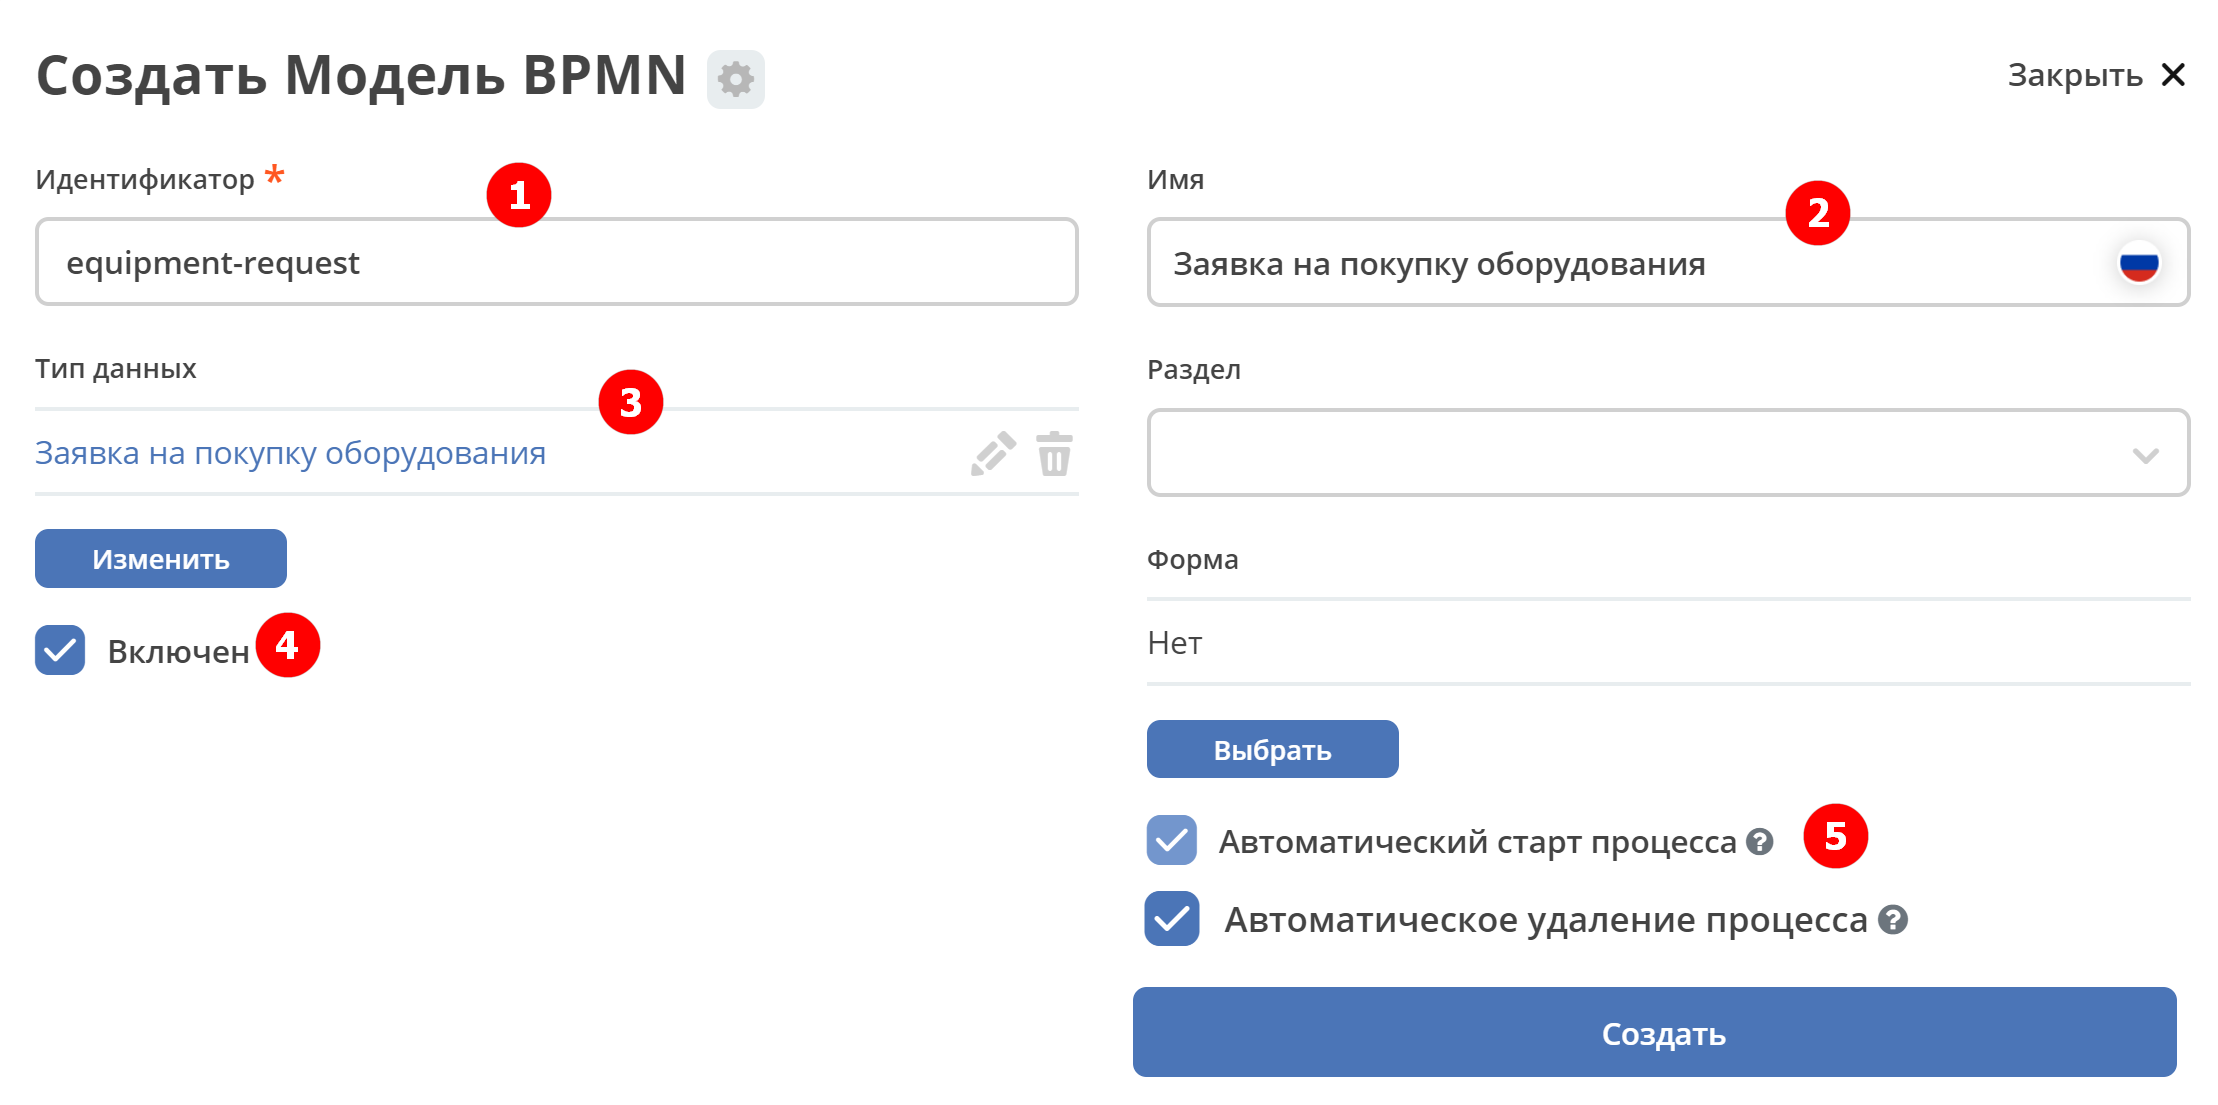 Создать Модель BPMN
Закрыть
Идентификатор *
1
equipment-request
Имя
2
Заявка на покупку оборудования
Тип данных
3
Заявка на покупку оборудования
Изменить
Включен
4
Раздел
Форма
Нет
Выбрать
Автоматический старт процесса ?
5
Автоматическое удаление процесса ?
Создать